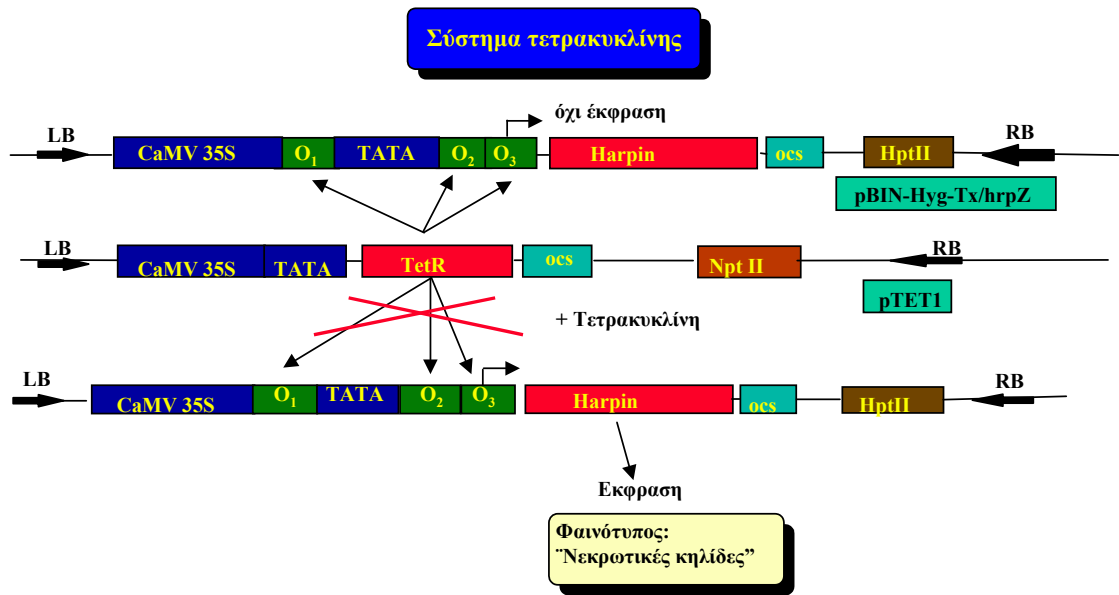 Σύστημα τετρακυκλίνης
όχι έκφραση
LB
CaMV 35S O1 TATA O2 O3 Harpin ocs HptII
RB
pBIN-Hyg-Tx/hrpZ
LB
CaMV 35S TATA TetR ocs Npt II
RB
pTET1
+ Τετρακυκλίνη
LB
CaMV 35S O1 TATA O2 O3 Harpin ocs HptII
RB
Εκφραση
Φαινότυπος:
¨Νεκρωτικές κηλίδες”